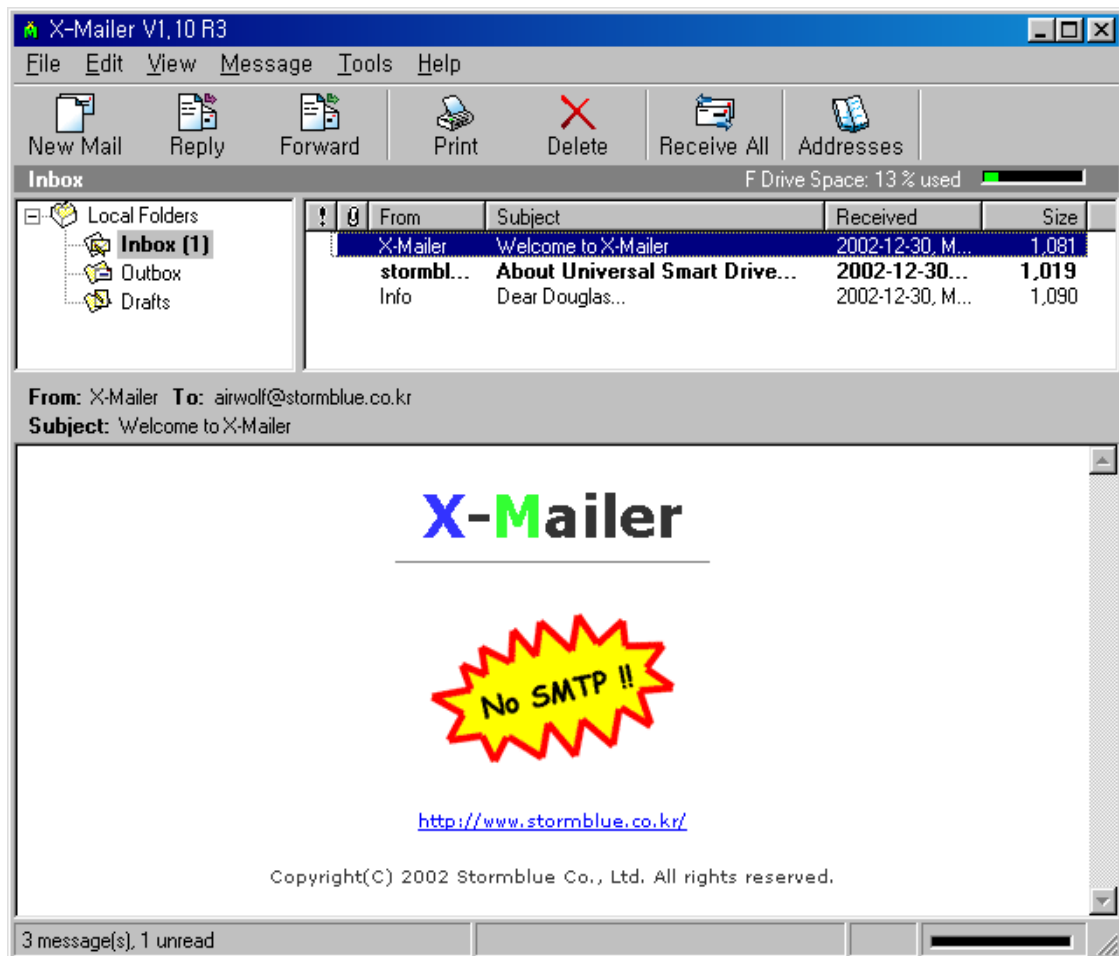 X-Mailer V1,10 R3
File Edit View Message Tools Help
New Mail Reply Forward Print Delete Receive All Addresses
Inbox F Drive Space: 13 % used
Local Folders
Inbox (1)
Outbox
Drafts
! From Subject Received Size
X-Mailer Welcome to X-Mailer 2002-12-30, M... 1,081
stormbl... About Universal Smart Drive... 2002-12-30... 1,019
Info Dear Douglas... 2002-12-30, M... 1,090
From: X-Mailer To: airwolf@stormblue.co.kr
Subject: Welcome to X-Mailer
X-Mailer
No SMTP !!
http://www.stormblue.co.kr/
Copyright(C) 2002 Stormblue Co., Ltd. All rights reserved.
3 message(s), 1 unread